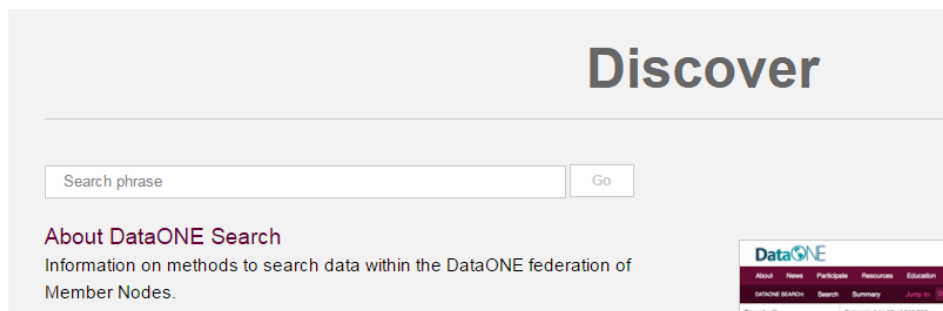 Discover
Search phrase
Go
About DataONE Search
Information on methods to search data within the DataONE federation of
Member Nodes.
DataONE
About News Participate Resources Education
DATAONE SEARCH: Search Summary Jump to: